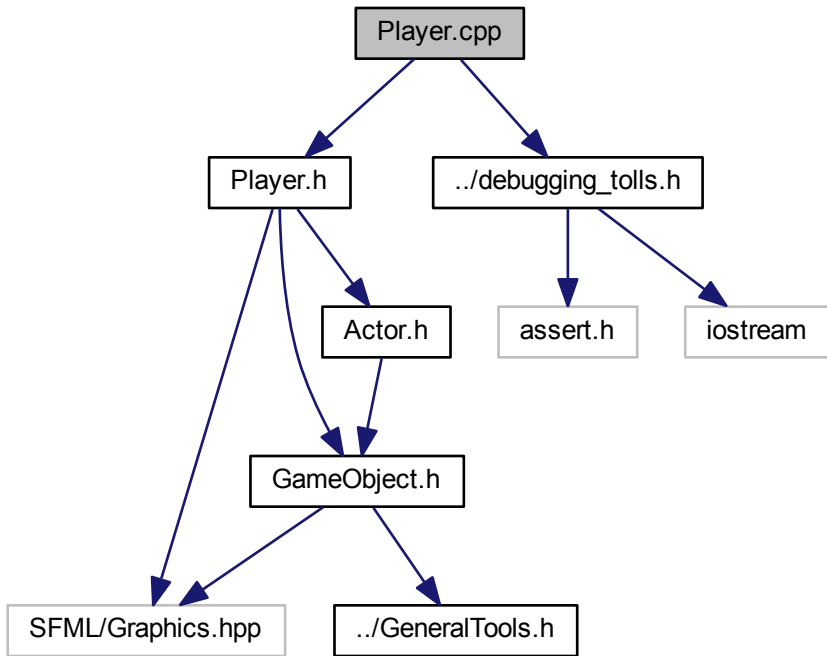 Player.cpp
Player.h
../debugging_tolls.h
Actor.h
assert.h
iostream
GameObject.h
SFML/Graphics.hpp
../GeneralTools.h